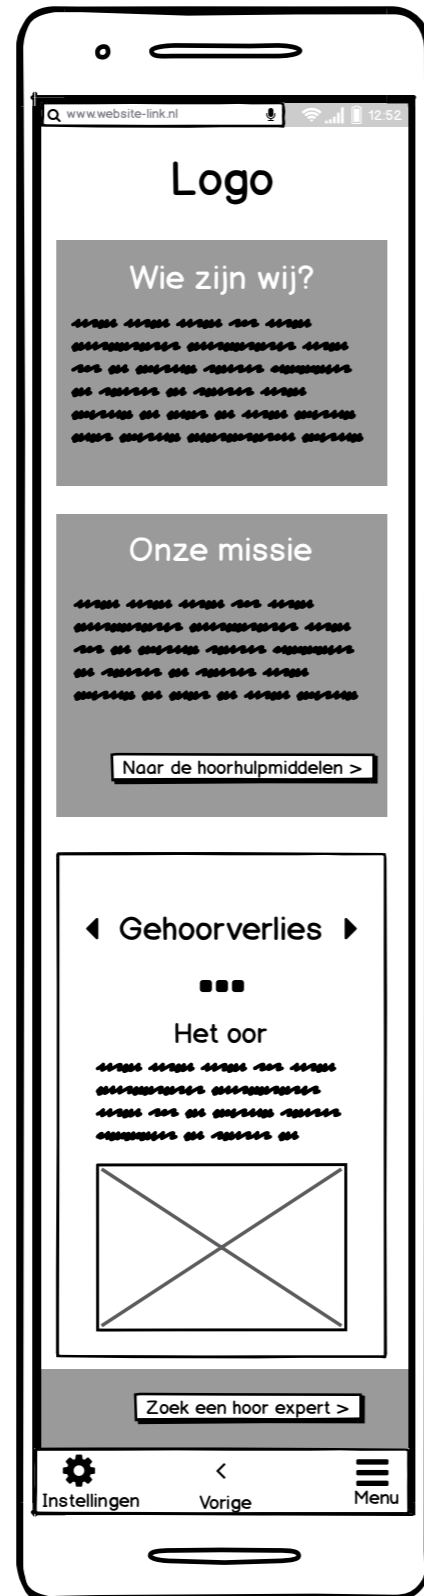 www.website-link.nl
12:52
Logo
Wie zijn wij?
Onze missie
Naar de hoorhulpmiddelen >
Gehoorverlies
Het oor
Zoek een hoor expert >
Instellingen
Vorige
Menu